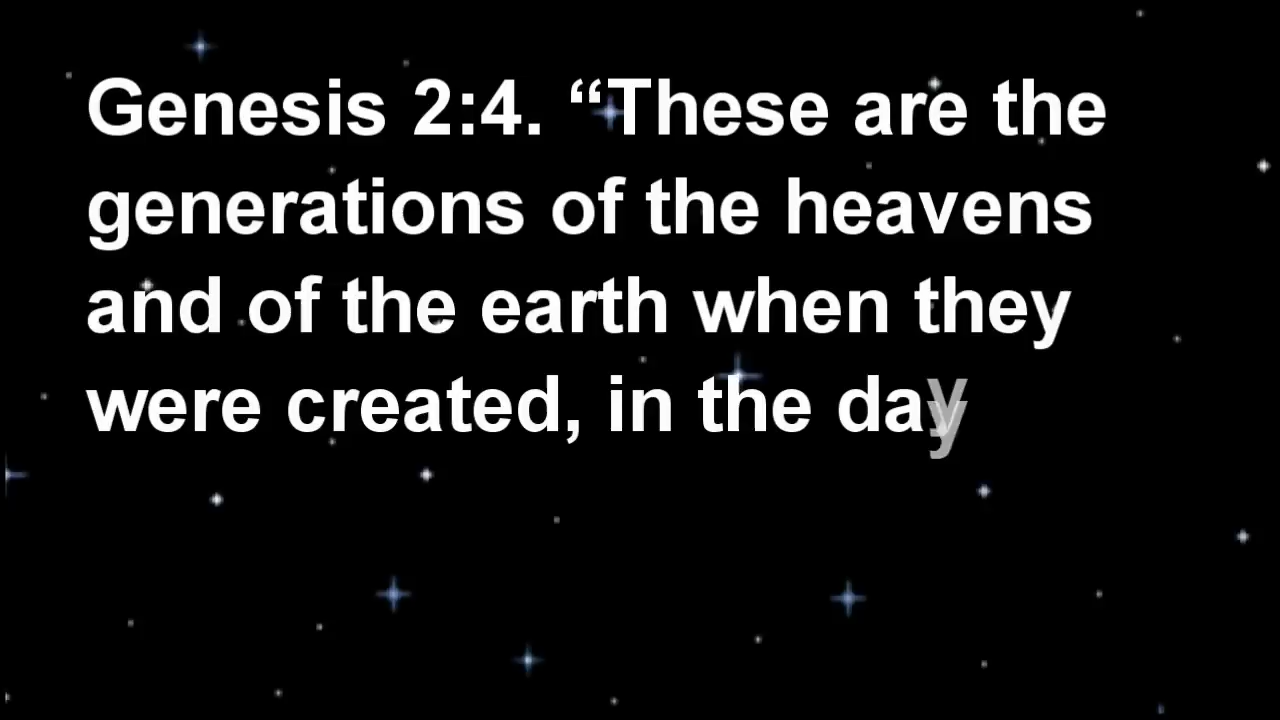 Genesis 2:4. “These are the
generations of the heavens
and of the earth when they
were created, in the day